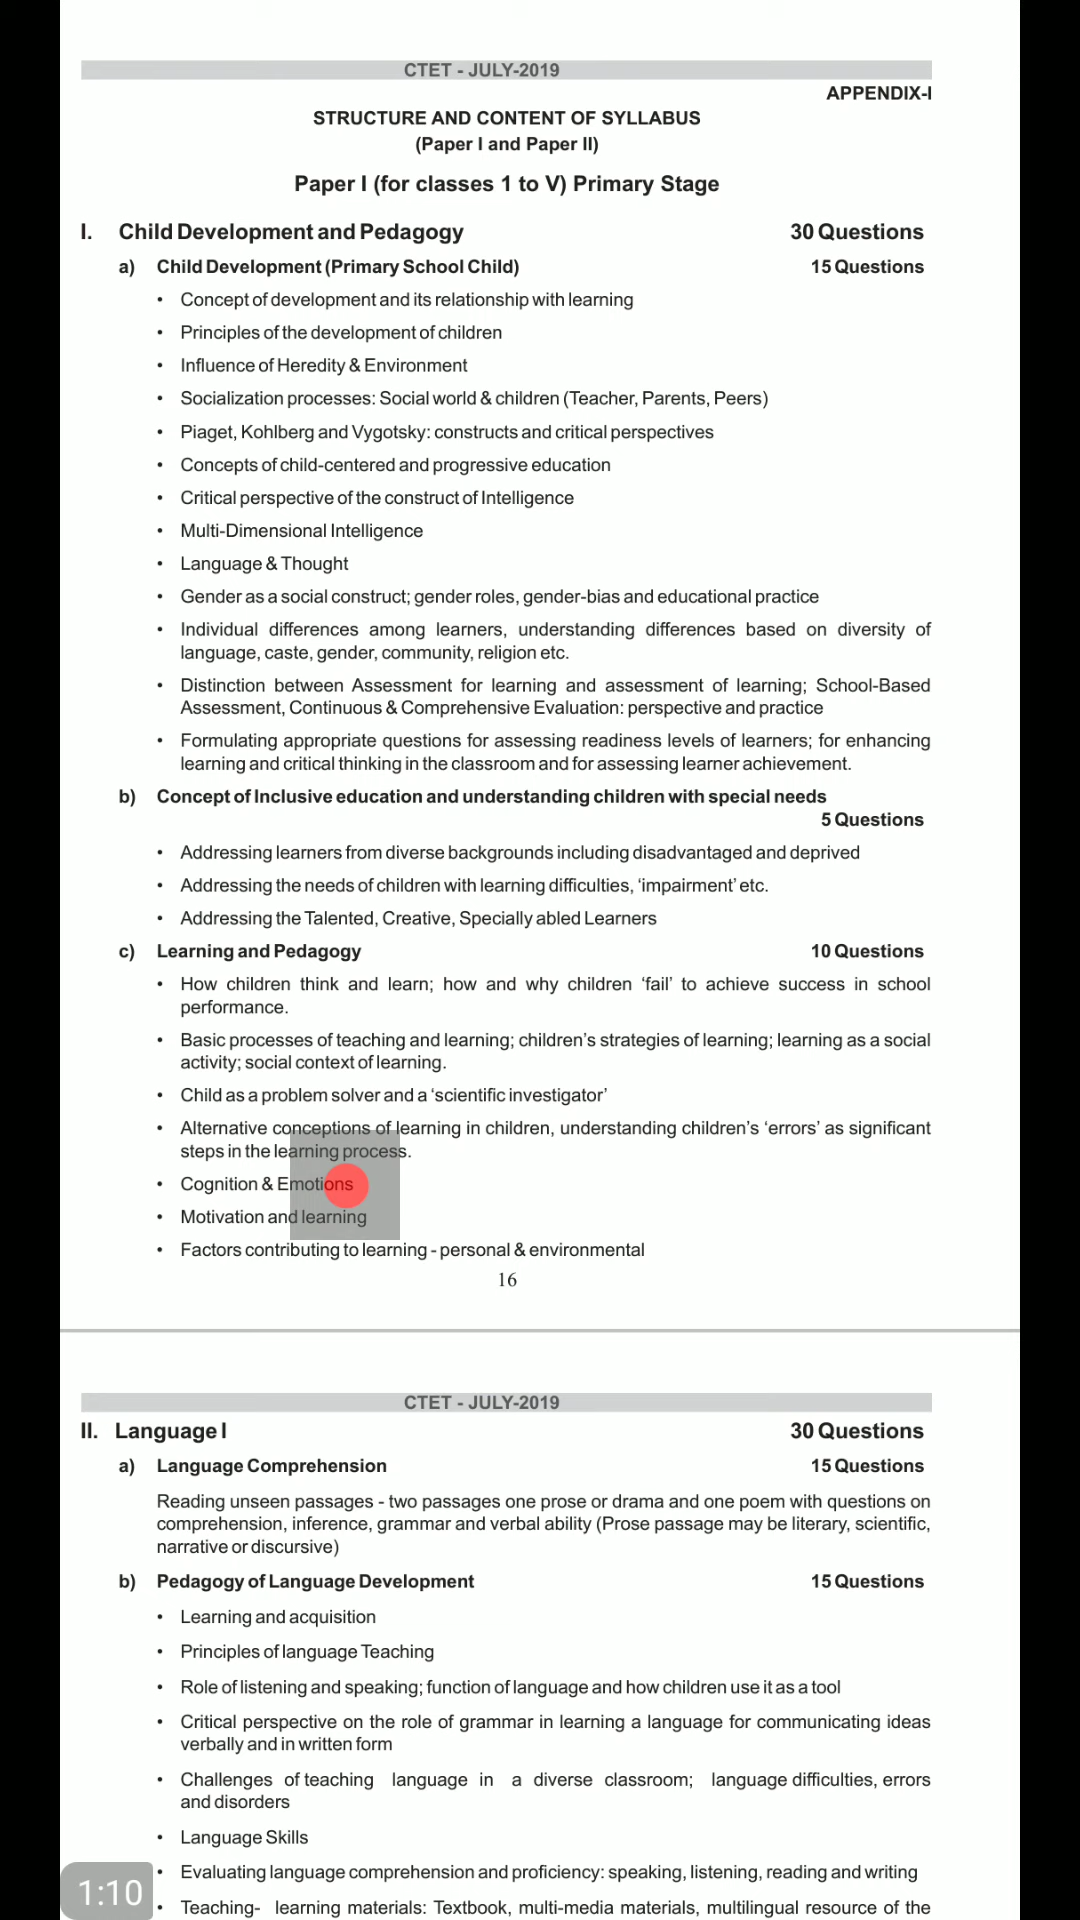 CTET - JULY-2019
APPENDIX-I
STRUCTURE AND CONTENT OF SYLLABUS
(Paper I and Paper II)
Paper I (for classes 1 to V) Primary Stage
I. Child Development and Pedagogy 30 Questions
a) Child Development (Primary School Child) 15 Questions
• Concept of development and its relationship with learning
• Principles of the development of children
• Influence of Heredity & Environment
• Socialization processes: Social world & children (Teacher, Parents, Peers)
• Piaget, Kohlberg and Vygotsky: constructs and critical perspectives
• Concepts of child-centered and progressive education
• Critical perspective of the construct of Intelligence
• Multi-Dimensional Intelligence
• Language & Thought
• Gender as a social construct; gender roles, gender-bias and educational practice
• Individual differences among learners, understanding differences based on diversity of
language, caste, gender, community, religion etc.
• Distinction between Assessment for learning and assessment of learning; School-Based
Assessment, Continuous & Comprehensive Evaluation: perspective and practice
• Formulating appropriate questions for assessing readiness levels of learners; for enhancing
learning and critical thinking in the classroom and for assessing learner achievement.
b) Concept of Inclusive education and understanding children with special needs
5 Questions
• Addressing learners from diverse backgrounds including disadvantaged and deprived
• Addressing the needs of children with learning difficulties, ‘impairment’ etc.
• Addressing the Talented, Creative, Specially abled Learners
c) Learning and Pedagogy 10 Questions
• How children think and learn; how and why children ‘fail’ to achieve success in school
performance.
• Basic processes of teaching and learning; children’s strategies of learning; learning as a social
activity; social context of learning.
• Child as a problem solver and a ‘scientific investigator’
• Alternative conceptions of learning in children, understanding children’s ‘errors’ as significant
steps in the learning process.
• Cognition & Emotions
• Motivation and learning
• Factors contributing to learning - personal & environmental
16
CTET - JULY-2019
II. Language I 30 Questions
a) Language Comprehension 15 Questions
Reading unseen passages - two passages one prose or drama and one poem with questions on
comprehension, inference, grammar and verbal ability (Prose passage may be literary, scientific,
narrative or discursive)
b) Pedagogy of Language Development 15 Questions
• Learning and acquisition
• Principles of language Teaching
• Role of listening and speaking; function of language and how children use it as a tool
• Critical perspective on the role of grammar in learning a language for communicating ideas
verbally and in written form
• Challenges of teaching language in a diverse classroom; language difficulties, errors
and disorders
• Language Skills
• Evaluating language comprehension and proficiency: speaking, listening, reading and writing
1:10
• Teaching- learning materials: Textbook, multi-media materials, multilingual resource of the